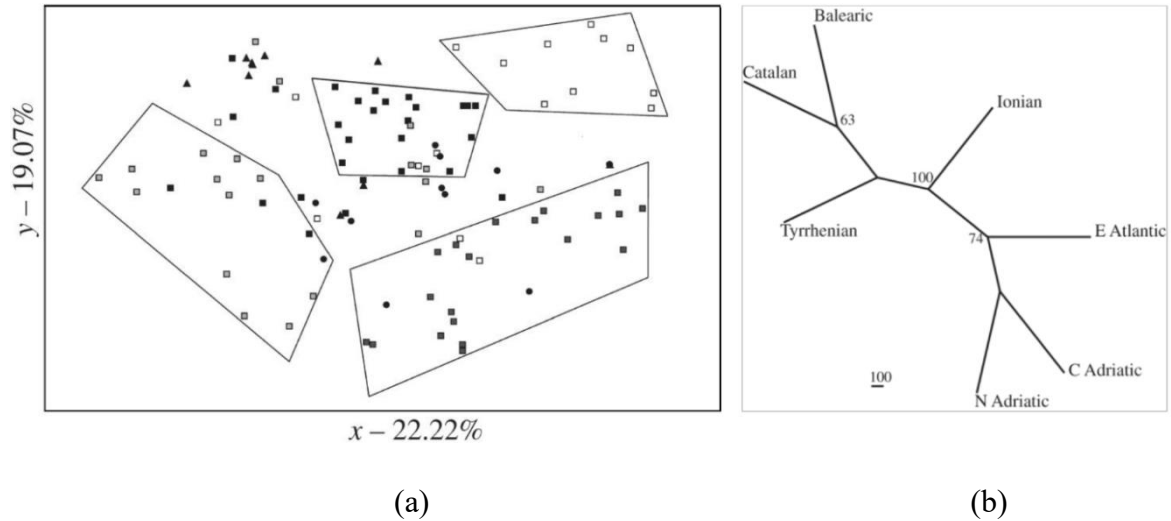 y – 19.07%
x – 22.22%
Balearic
Catalan
63
Ionian
100
Tyrrhenian
74
E Atlantic
100
C Adriatic
N Adriatic
(a)
(b)